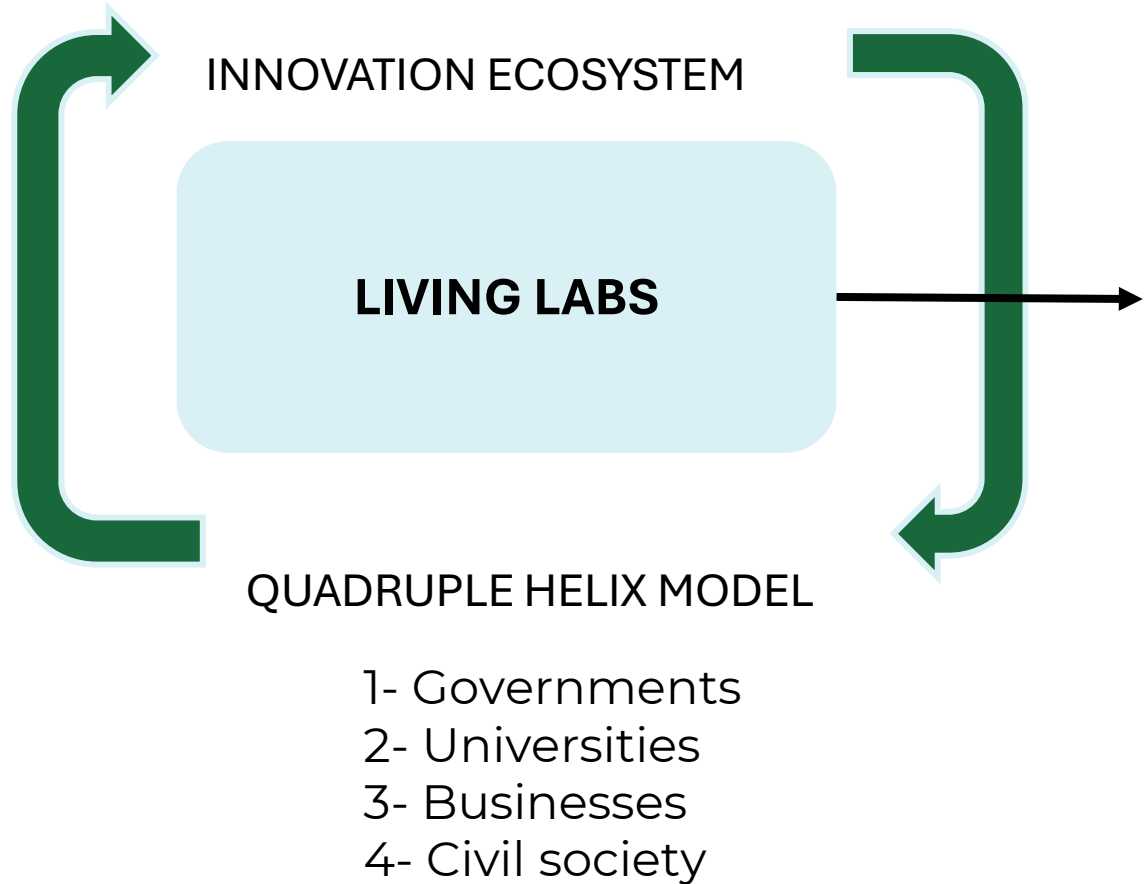 INNOVATION ECOSYSTEM
LIVING LABS
QUADRUPLE HELIX MODEL
1- Governments
2- Universities
3- Businesses
4- Civil society